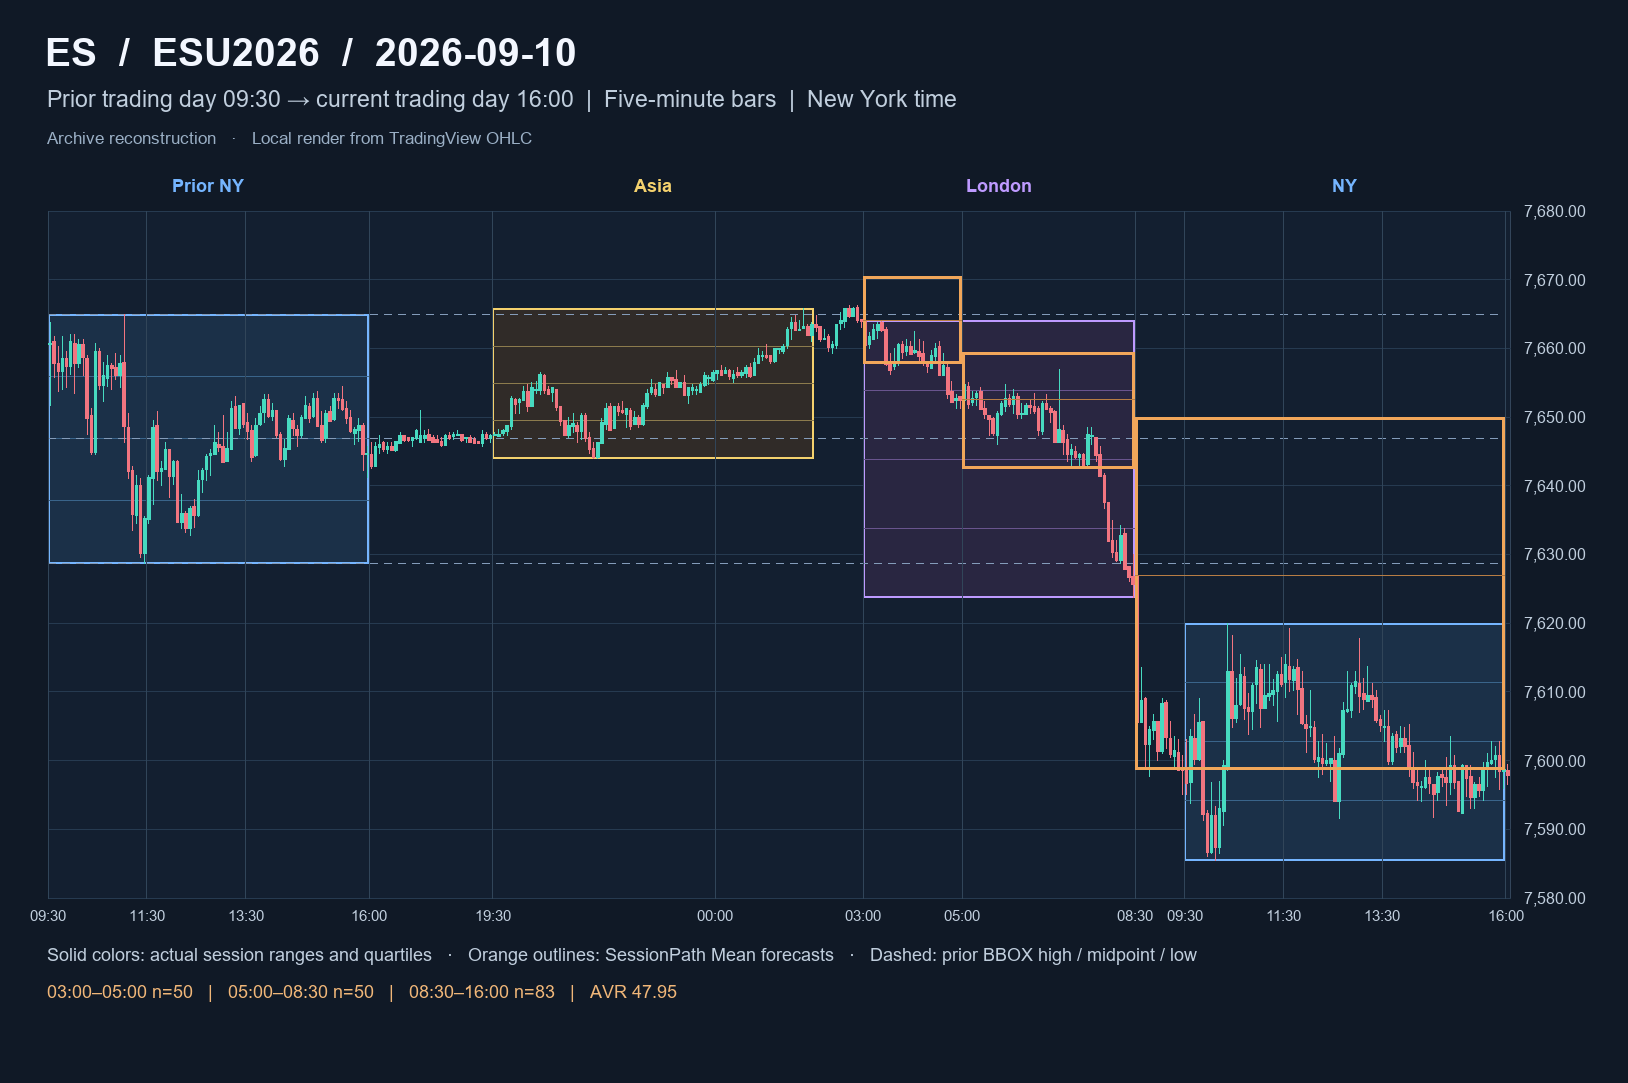 ES / ESU2026 / 2026-09-10
Prior trading day 09:30 → current trading day 16:00 | Five-minute bars | New York time
Archive reconstruction · Local render from TradingView OHLC
Prior NY Asia London NY
7,680.00
7,670.00
7,660.00
7,650.00
7,640.00
7,630.00
7,620.00
7,610.00
7,600.00
7,590.00
7,580.00
09:30 11:30 13:30 16:00 19:30 00:00 03:00 05:00 08:30 09:30 11:30 13:30 16:00
Solid colors: actual session ranges and quartiles · Orange outlines: SessionPath Mean forecasts · Dashed: prior BBOX high / midpoint / low
03:00–05:00 n=50 | 05:00–08:30 n=50 | 08:30–16:00 n=83 | AVR 47.95